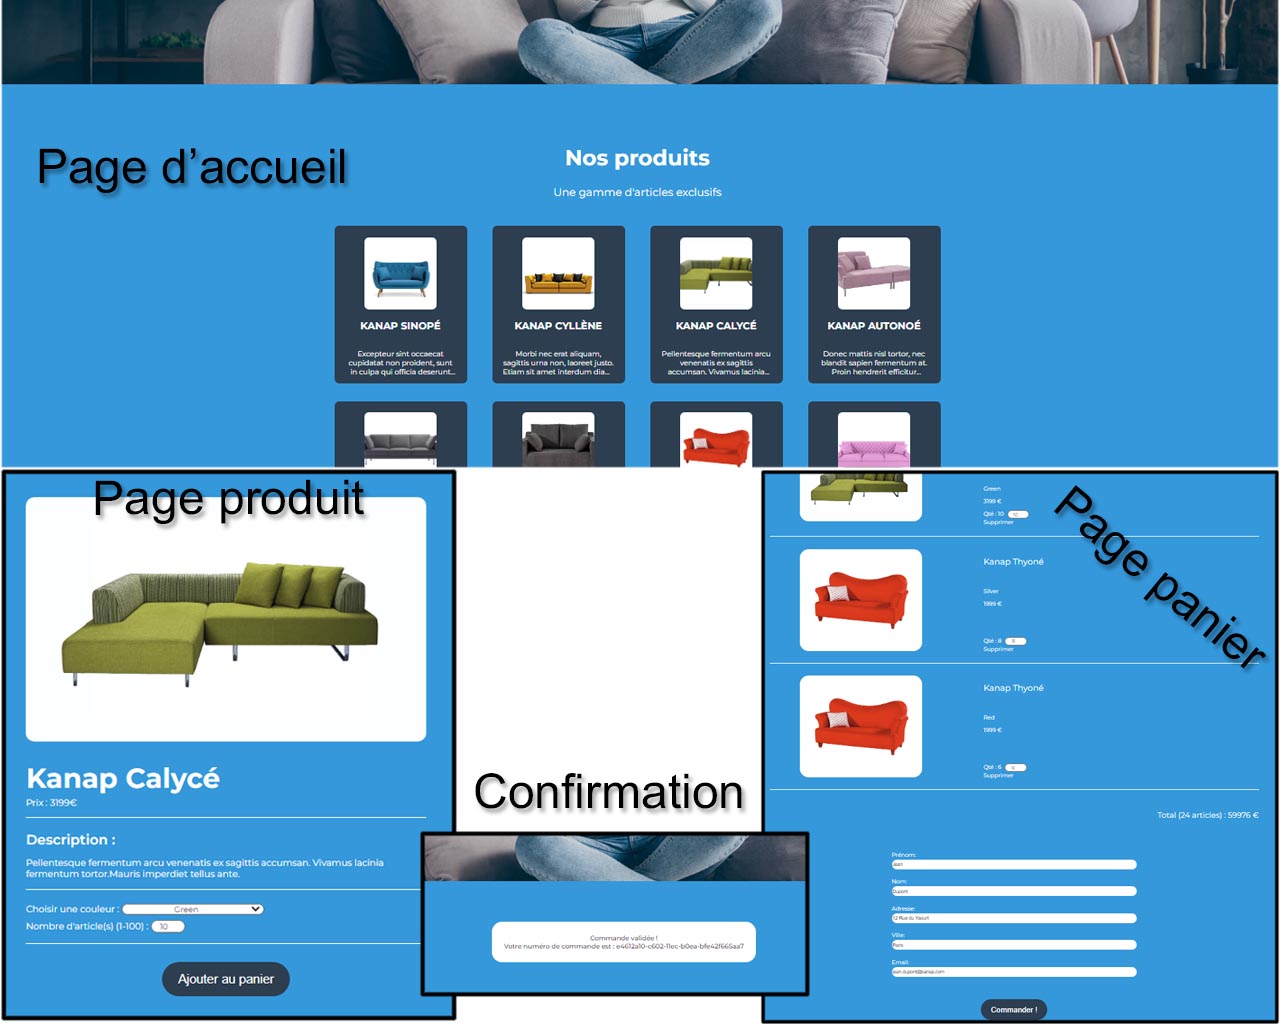 Page d’accueil
Nos produits
Une gamme d'articles exclusifs
KANAP SINOPÉ
Excepteur sint occaecat
cupidatat non proident, sunt
in culpa qui officia deserunt...
KANAP CYLLÈNE
Morbi nec erat aliquam,
sagittis urna non, laoreet justo.
Etiam sit amet interdum dia...
KANAP CALYCÉ
Pellentesque fermentum arcu
venenatis ex sagittis
accumsan. Vivamus lacinia...
KANAP AUTONOÉ
Donec mattis nisl tortor, nec
blandit sapien fermentum at.
Proin hendrerit efficitur...
Page produit
Kanap Calycé
Prix : 3199€
Description :
Pellentesque fermentum arcu venenatis ex sagittis accumsan. Vivamus lacinia
fermentum tortor.Mauris imperdiet tellus ante.
Choisir une couleur : Green
Nombre d'article(s) (1-100) : 10
Ajouter au panier
Confirmation
Commande validée !
Votre numéro de commande est : e4612a10-c602-11ec-b0ea-bfe42f665aa7
Page panier
Green
3199 €
Qté : 10 10
Supprimer
Kanap Thyoné
Silver
1999 €
Qté : 8 8
Supprimer
Kanap Thyoné
Red
1999 €
Qté : 6 6
Supprimer
Total (24 articles) : 59976 €
Prénom:
Jean
Nom:
Dupont
Adresse:
12 Rue du Yaourt
Ville:
Paris
Email:
jean.dupont@kanap.com
Commander !